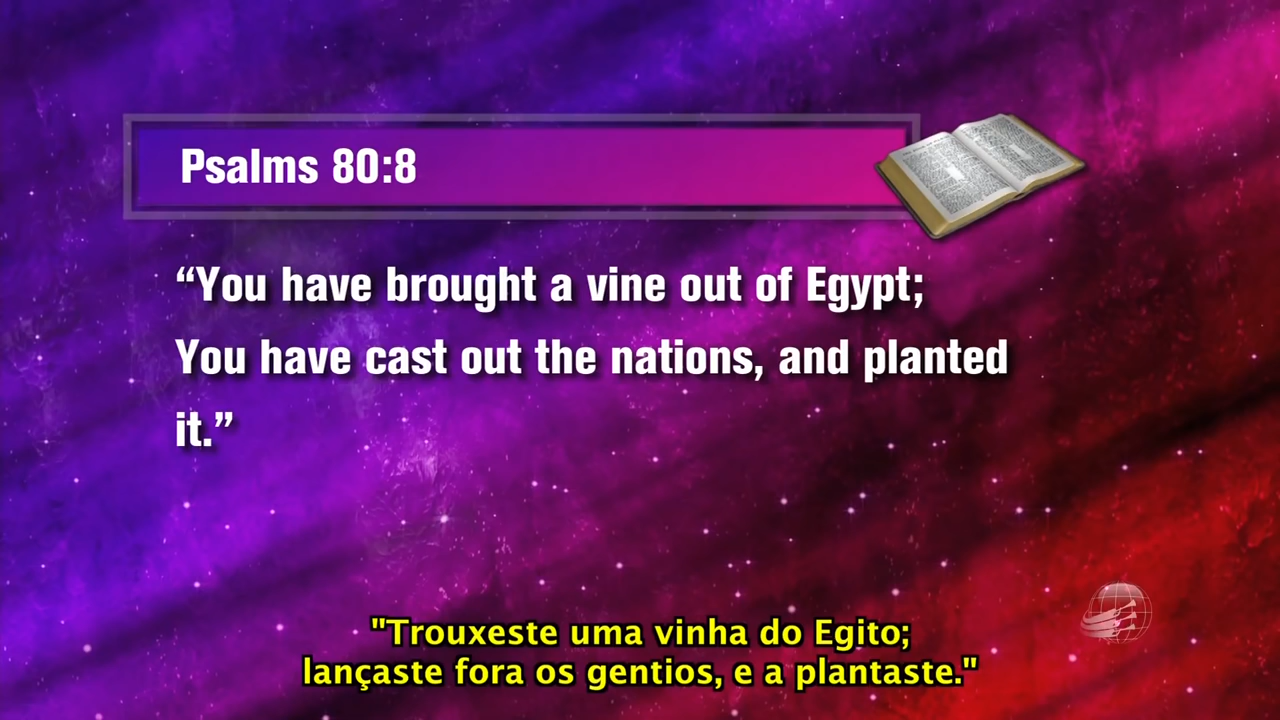 Psalms 80:8
“You have brought a vine out of Egypt;
You have cast out the nations, and planted
it.”
"Trouxeste uma vinha do Egito;
lançaste fora os gentios, e a plantaste."